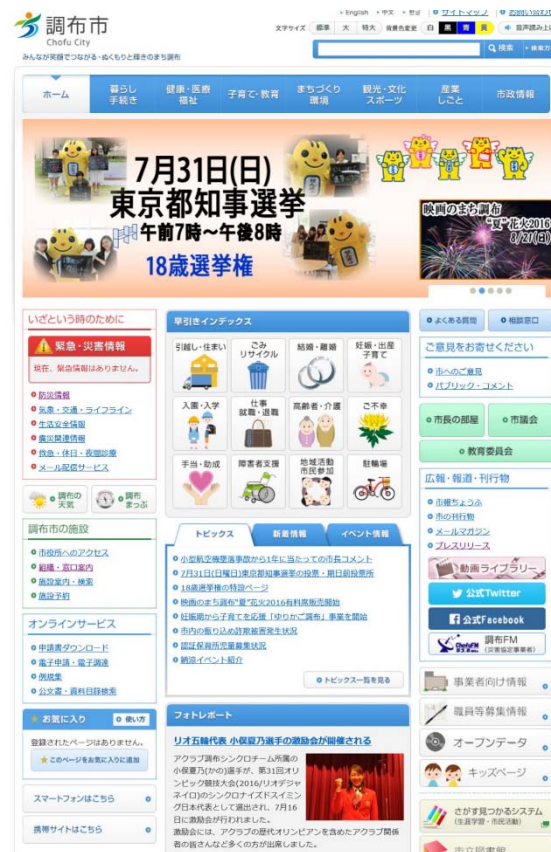 English 中文 한글 サイトマップ お問い合わせ
調布市
Chofu City
みんなが笑顔でつながる・ぬくもりと輝きのまち調布
文字サイズ 標準 大 特大 背景色変更 白 黒 青 黄 音声読み上げ
検索
ホーム
暮らし
手続き
健康・医療
福祉
子育て・教育
まちづくり
環境
観光・文化
スポーツ
産業
しごと
市政情報
7月31日(日)
東京都知事選挙
午前7時～午後8時
18歳選挙権
映画のまち調布
"夏"花火2016
8/21(日)
いざという時のために
緊急・災害情報
現在、緊急情報はありません。
防災情報
気象・交通・ライフライン
生活安全情報
震災関連情報
救急・休日・夜間診療
メール配信サービス
調布の
天気
調布
まっぷ
調布市の施設
市役所へのアクセス
組織・窓口案内
施設案内・検索
施設予約
オンラインサービス
申請書ダウンロード
電子申請・電子調達
例規集
公文書・資料目録検索
お気に入り 使い方
登録されたページはありません。
このページをお気に入りに追加
スマートフォンはこちら
携帯サイトはこちら
早引きインデックス
引越し・住まい
ごみ
リサイクル
結婚・離婚
妊娠・出産
子育て
入園・入学
仕事
就職・退職
高齢者・介護
ご不幸
手当・助成
障害者支援
地域活動
市民参加
駐輪場
トピックス 新着情報 イベント情報
小型航空機墜落事故から1年に当たっての市長コメント
7月31日(日曜日)東京都知事選挙の投票・期日前投票所
18歳選挙権の特設ページ
映画のまち調布"夏"花火2016有料席販売開始
妊娠期から子育てを応援「ゆりかご調布」事業を開始
市内の振り込め詐欺被害発生状況
認証保育所児童募集状況
納涼イベント紹介
トピックス一覧を見る
フォトレポート
リオ五輪代表 小俣夏乃選手の激励会が開催される
アクラブ調布シンクロチーム所属の
小俣夏乃(かの)選手が、第31回オリ
ンピック競技大会(2016/リオデジャ
ネイロ)のシンクロナイズドスイミン
グ日本代表として選出され、7月16
日に激励会が行われました。
激励会には、アクラブの歴代オリンピアンを含めたアクラブ関係
者の皆さんなど多くの方が出席しました。
よくある質問 相談窓口
ご意見をお寄せください
市へのご意見
パブリック・コメント
市長の部屋 市議会
教育委員会
広報・報道・刊行物
市報ちょうふ
市の刊行物
メールマガジン
プレスリリース
動画ライブラリー
公式Twitter
公式Facebook
調布FM
(災害協定事業者)
事業者向け情報
職員等募集情報
オープンデータ
キッズページ
さがす見つかるシステム
(生涯学習・市民活動)
市立図書館